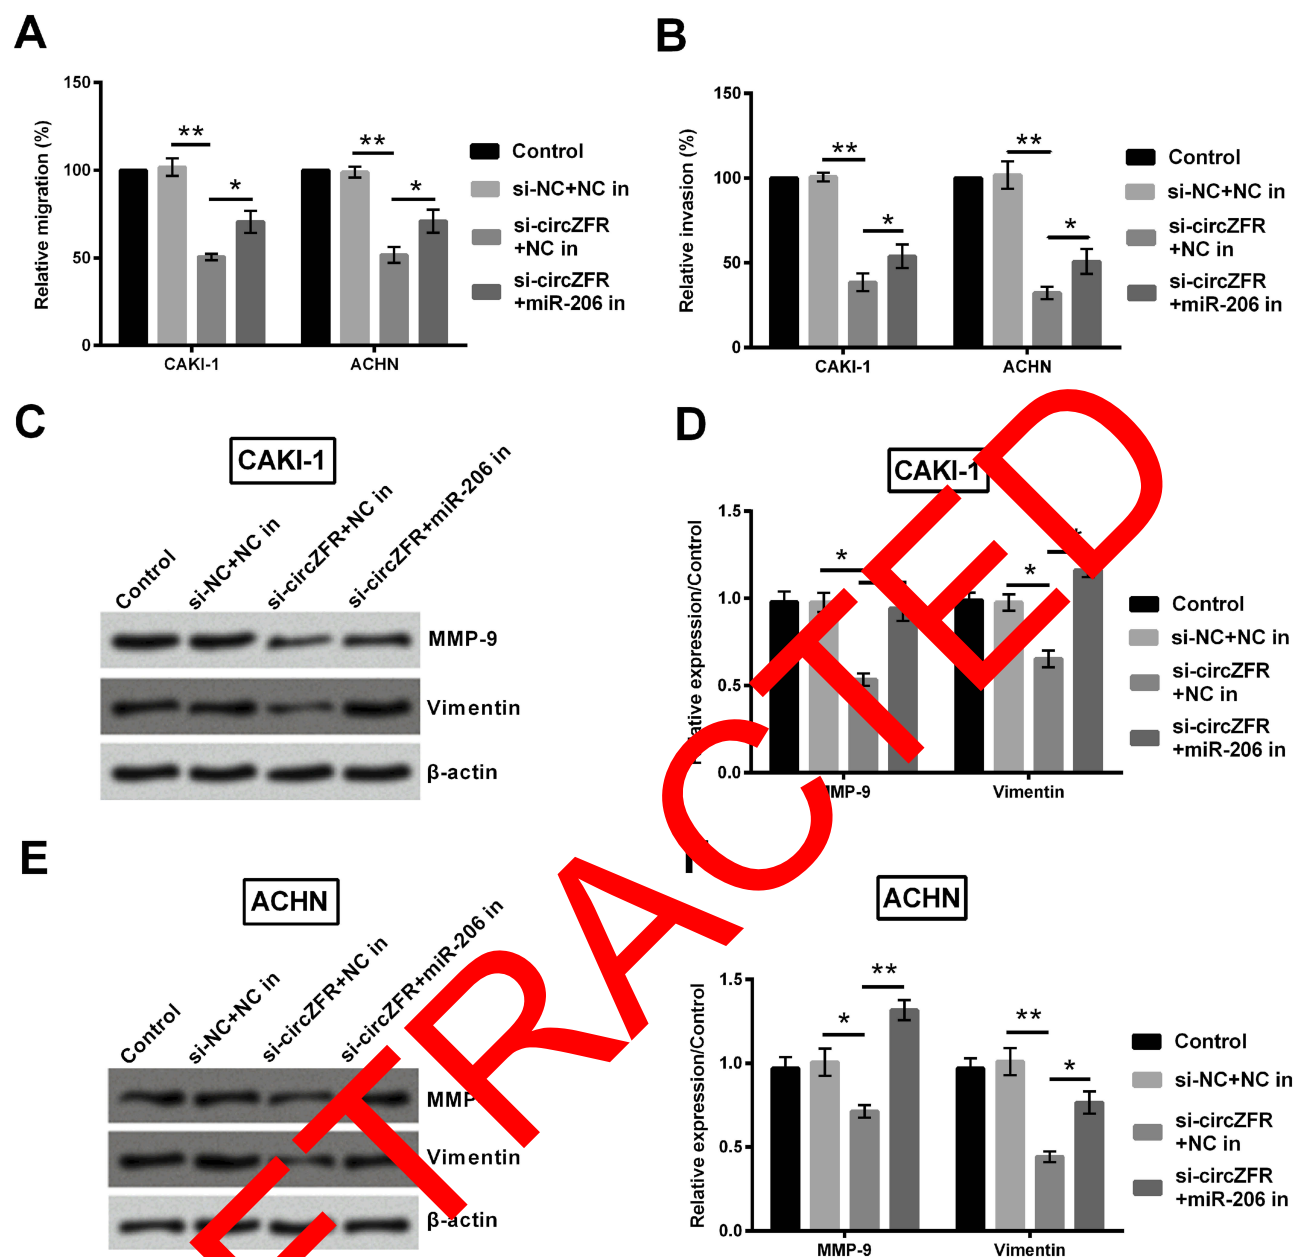 A
150
100
50
0
Relative migration (%)
**
*
**
*
CAKI-1
ACHN
Control
si-NC+NC in
si-circZFR
+NC in
si-circZFR
+miR-206 in
B
150
100
50
0
Relative invasion (%)
**
*
**
*
CAKI-1
ACHN
Control
si-NC+NC in
si-circZFR
+NC in
si-circZFR
+miR-206 in
C
CAKI-1
Control
si-NC+NC in
si-circZFR+NC in
si-circZFR+miR-206 in
MMP-9
Vimentin
β-actin
D
CAKI-1
1.5
1.0
0.5
0.0
expression/Control
*
*
MMP-9
Vimentin
Control
si-NC+NC in
si-circZFR
+NC in
si-circZFR
+miR-206 in
E
ACHN
Control
si-NC+NC in
si-circZFR+NC in
si-circZFR+miR-206 in
MMP
Vimentin
β-actin
ACHN
1.5
1.0
0.5
0.0
Relative expression/Control
*
**
**
*
MMP-9
Vimentin
Control
si-NC+NC in
si-circZFR
+NC in
si-circZFR
+miR-206 in
ETRACTED